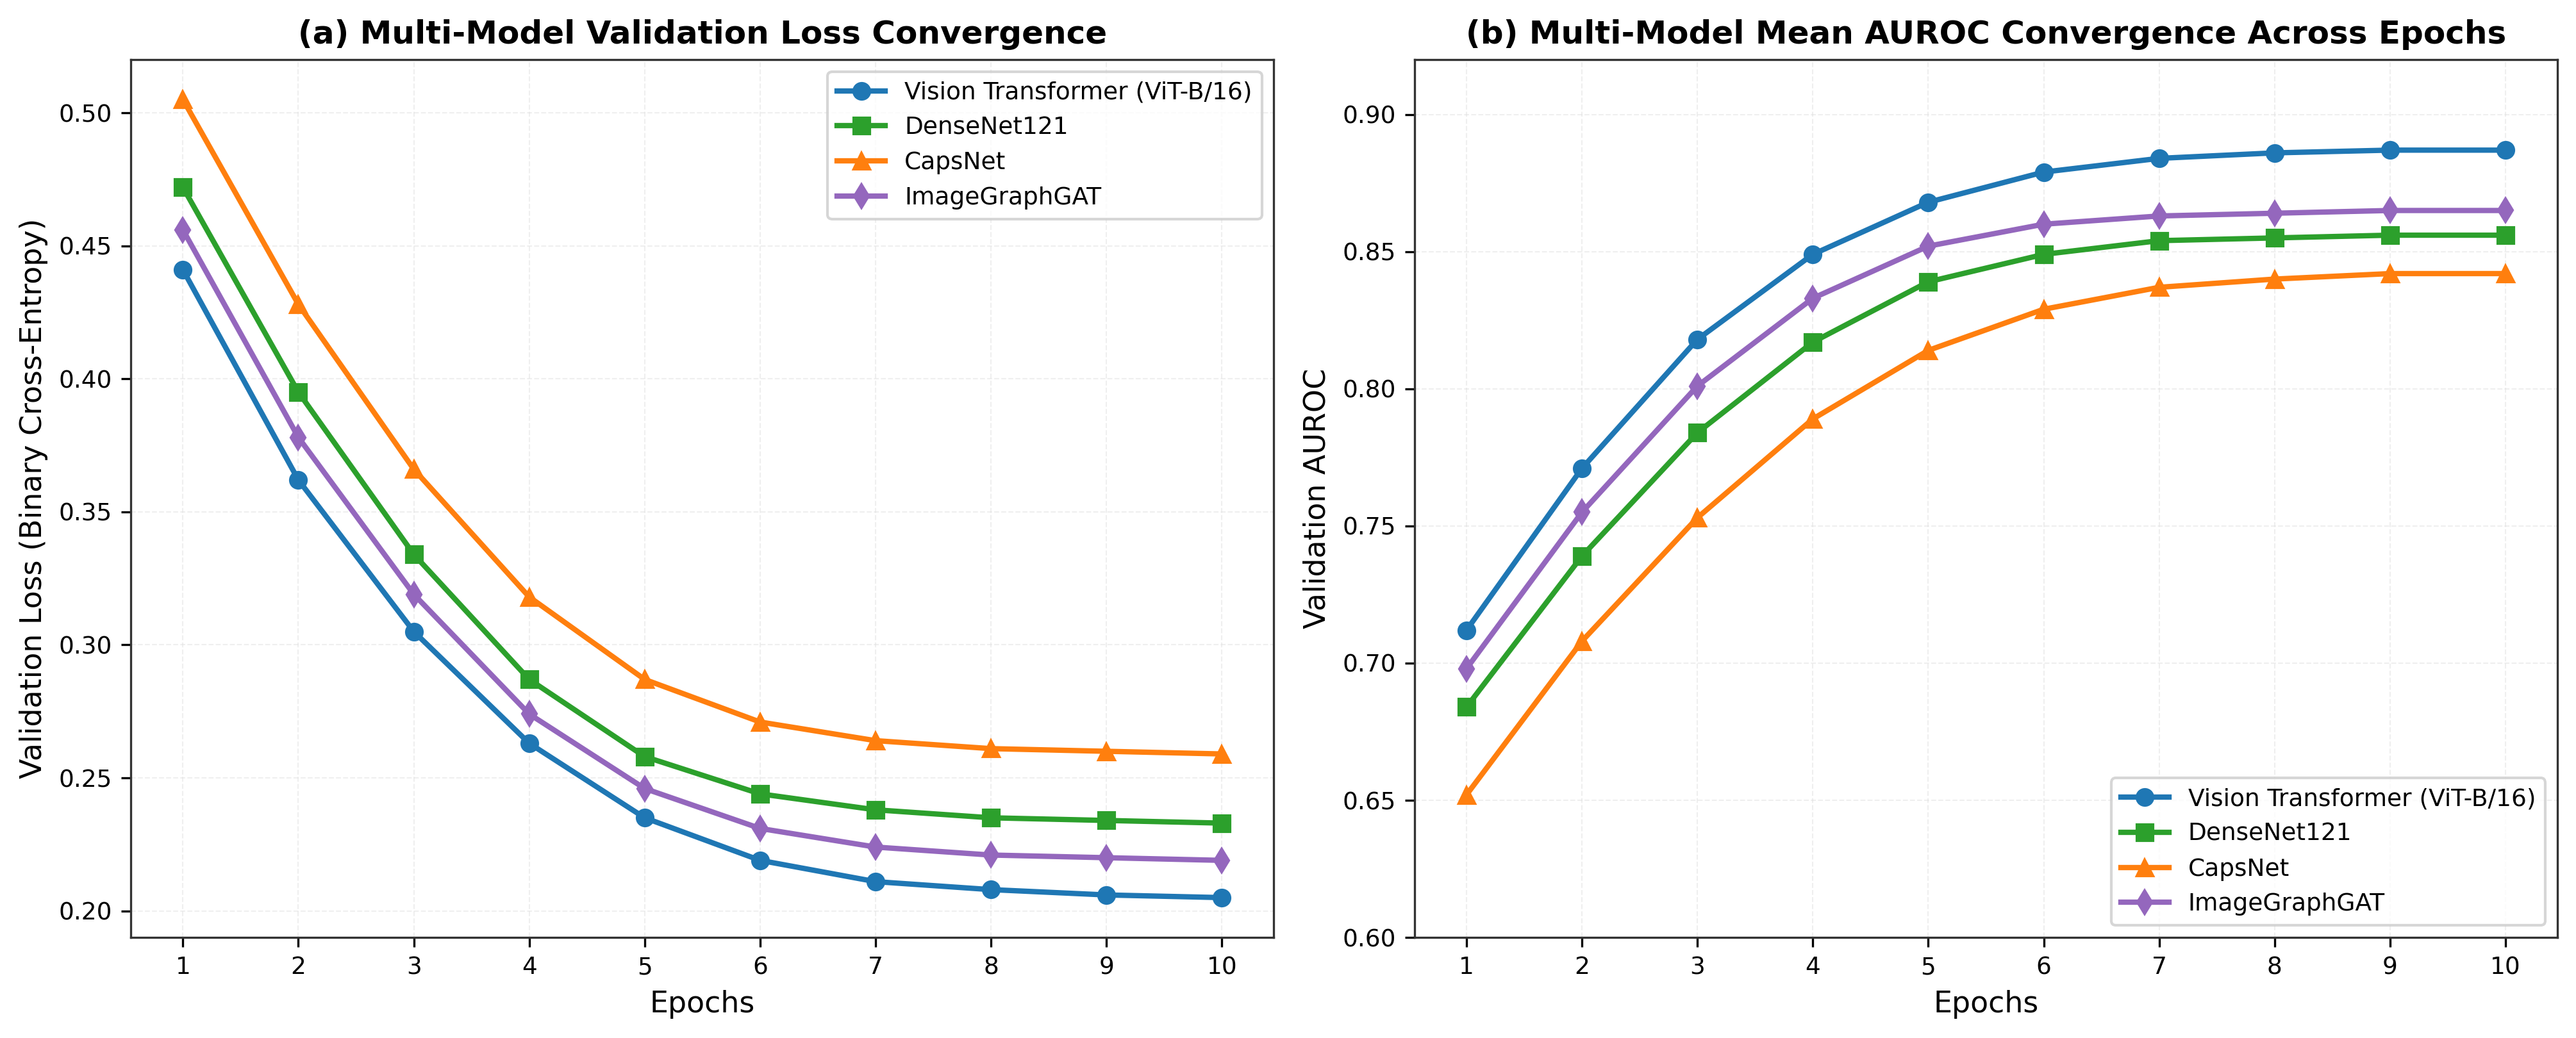 (a) Multi-Model Validation Loss Convergence
Validation Loss (Binary Cross-Entropy)
0.50
0.45
0.40
0.35
0.30
0.25
0.20
Vision Transformer (ViT-B/16)
DenseNet121
CapsNet
ImageGraphGAT
1 2 3 4 5 6 7 8 9 10
Epochs
(b) Multi-Model Mean AUROC Convergence Across Epochs
Validation AUROC
0.90
0.85
0.80
0.75
0.70
0.65
0.60
Vision Transformer (ViT-B/16)
DenseNet121
CapsNet
ImageGraphGAT
1 2 3 4 5 6 7 8 9 10
Epochs